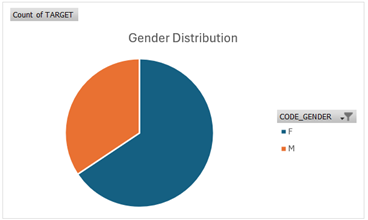 Count of TARGET
Gender Distribution
CODE_GENDER
F
M